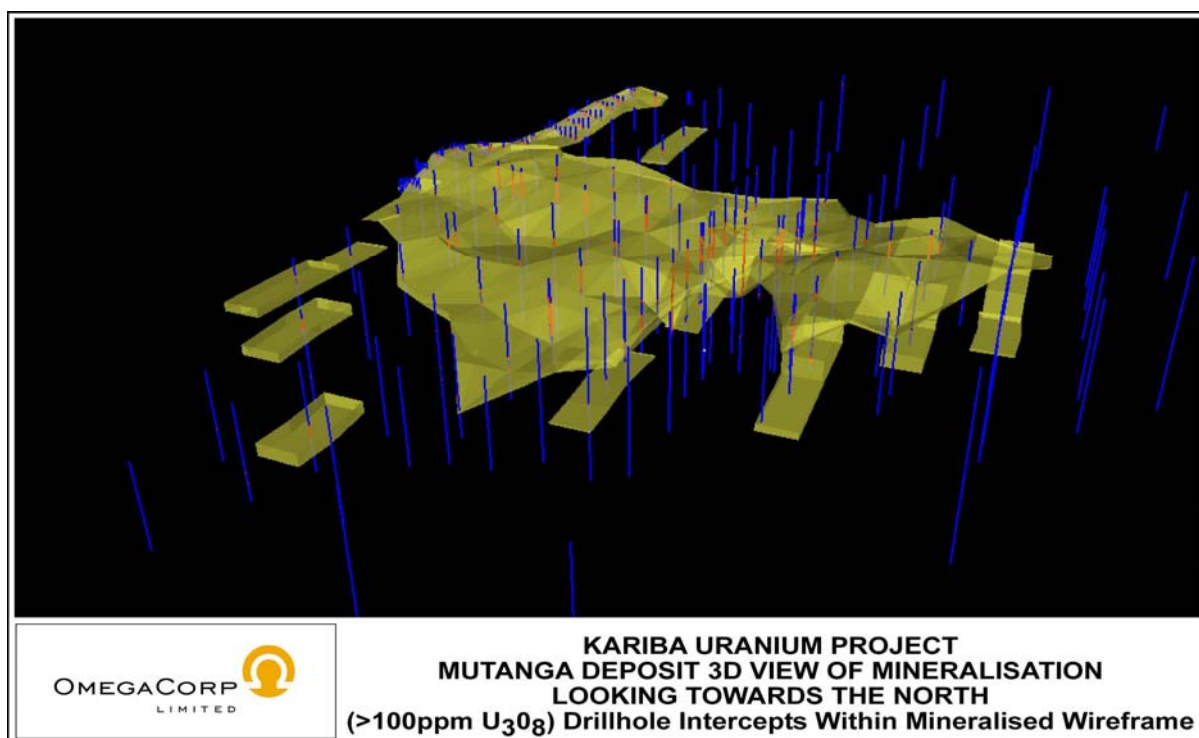 OMEGACORP
LIMITED
KARIBA URANIUM PROJECT
MUTANGA DEPOSIT 3D VIEW OF MINERALISATION
LOOKING TOWARDS THE NORTH
(>100ppm U308) Drillhole Intercepts Within Mineralised Wireframe